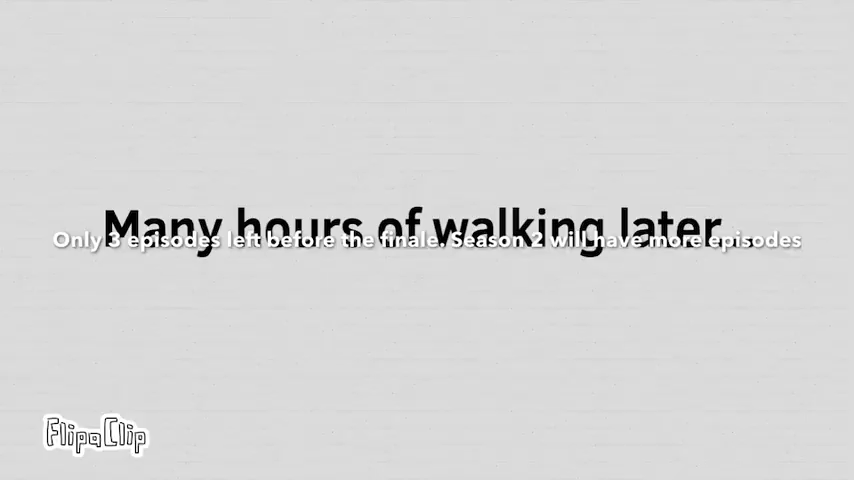 Many hours of walking later...
Only 3 episodes left before the finale. Season 2 will have more episodes
FlipaClip